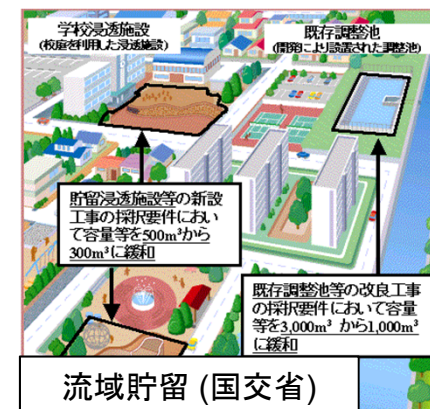 学校浸透施設
(校庭を利用した浸透施設)
既存調整池
(開発により設置された調整池)
貯留浸透施設等の新設
工事の採択要件におい
て容量等を500m³から
300m³に緩和
既存調整池等の改良工事
の採択要件において容量
等を3,000m³ から1,000m³
に緩和
流域貯留 (国交省)